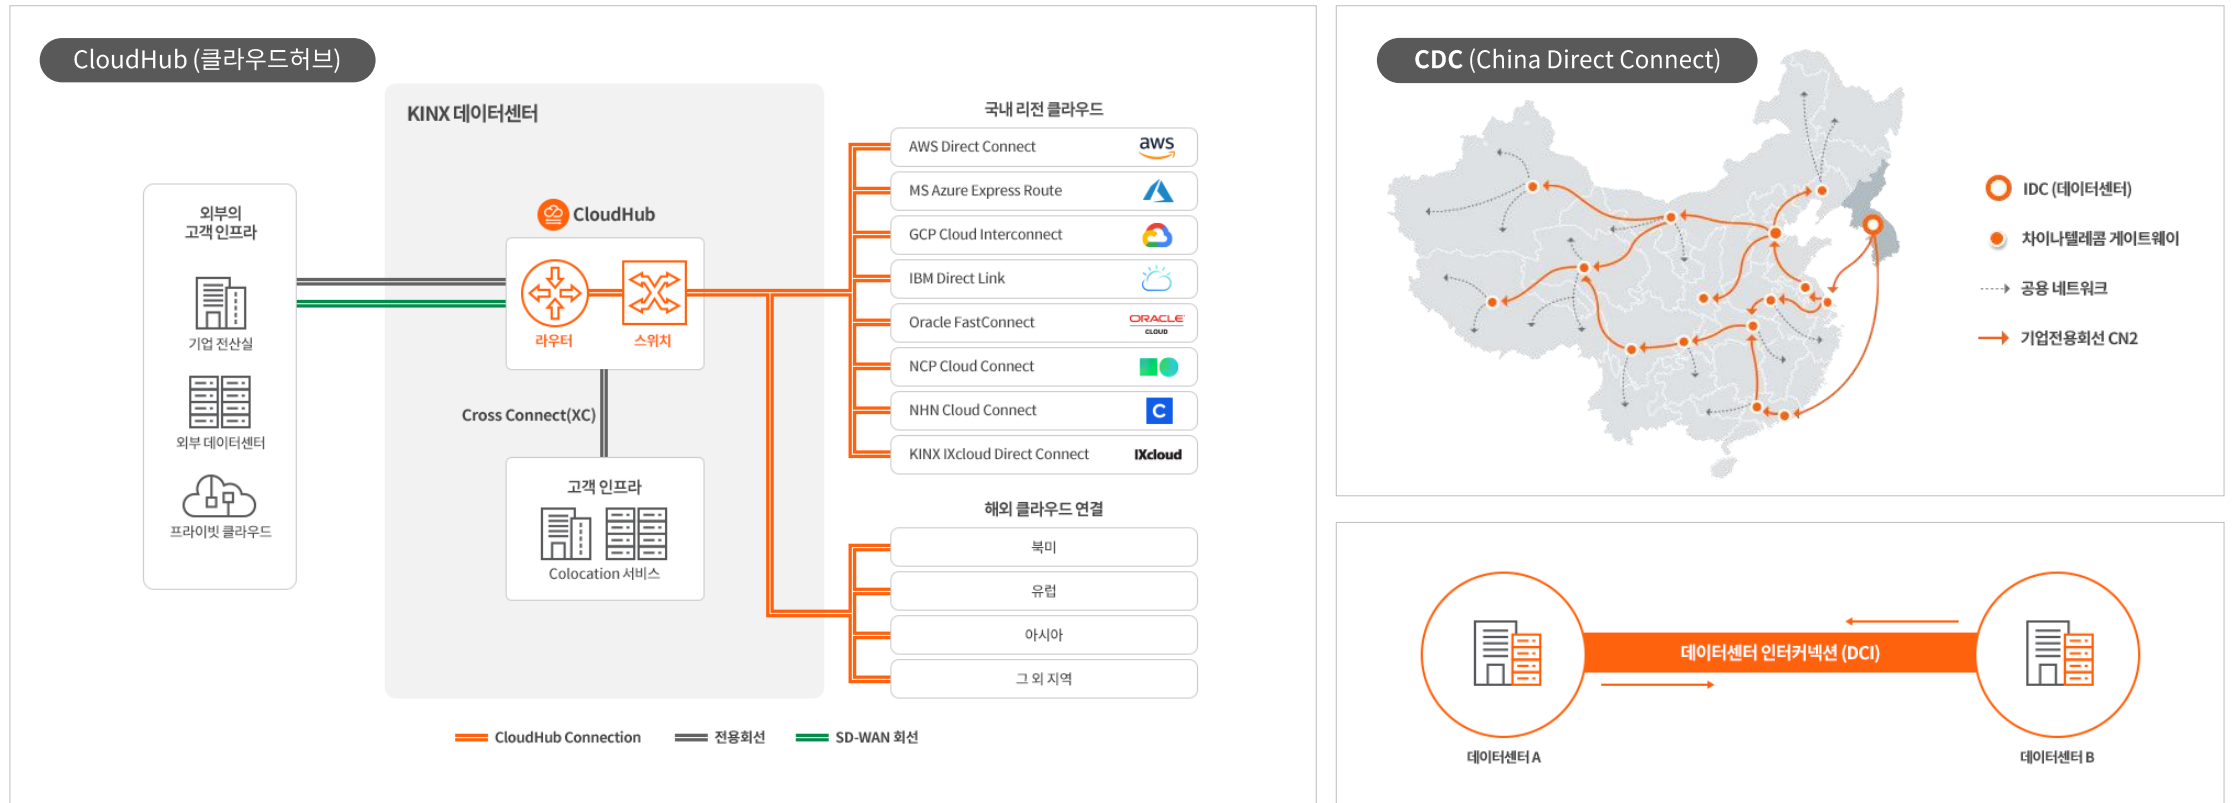 CloudHub (클라우드허브)
KINX 데이터센터
외부의
고객 인프라
기업 전산실
외부 데이터센터
프라이빗 클라우드
CloudHub
라우터
스위치
Cross Connect(XC)
고객 인프라
Colocation 서비스
국내 리전 클라우드
AWS Direct Connect
aws
MS Azure Express Route
GCP Cloud Interconnect
IBM Direct Link
Oracle FastConnect
ORACLE
CLOUD
NCP Cloud Connect
NHN Cloud Connect
C
KINX IXcloud Direct Connect
IXcloud
해외 클라우드 연결
북미
유럽
아시아
그 외 지역
CloudHub Connection
전용회선
SD-WAN 회선
CDC (China Direct Connect)
IDC (데이터센터)
차이나텔레콤 게이트웨이
공용 네트워크
기업전용회선 CN2
데이터센터 인터커넥션 (DCI)
데이터센터 A
데이터센터 B